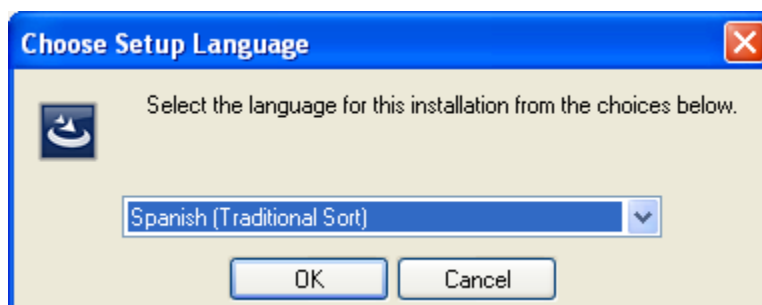 Choose Setup Language
Select the language for this installation from the choices below.
Spanish (Traditional Sort)
OK
Cancel